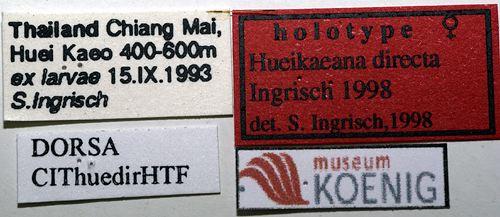 Thailand Chiang Mai,
Huei Kaeo 400-600m
ex larvae 15.IX.1993
S.Ingrisch
holotype ♀
Hueikaeana directa
Ingrisch 1998
det. S. Ingrisch,1998
DORSA
CIThuedirHTF
museum
KOENIG